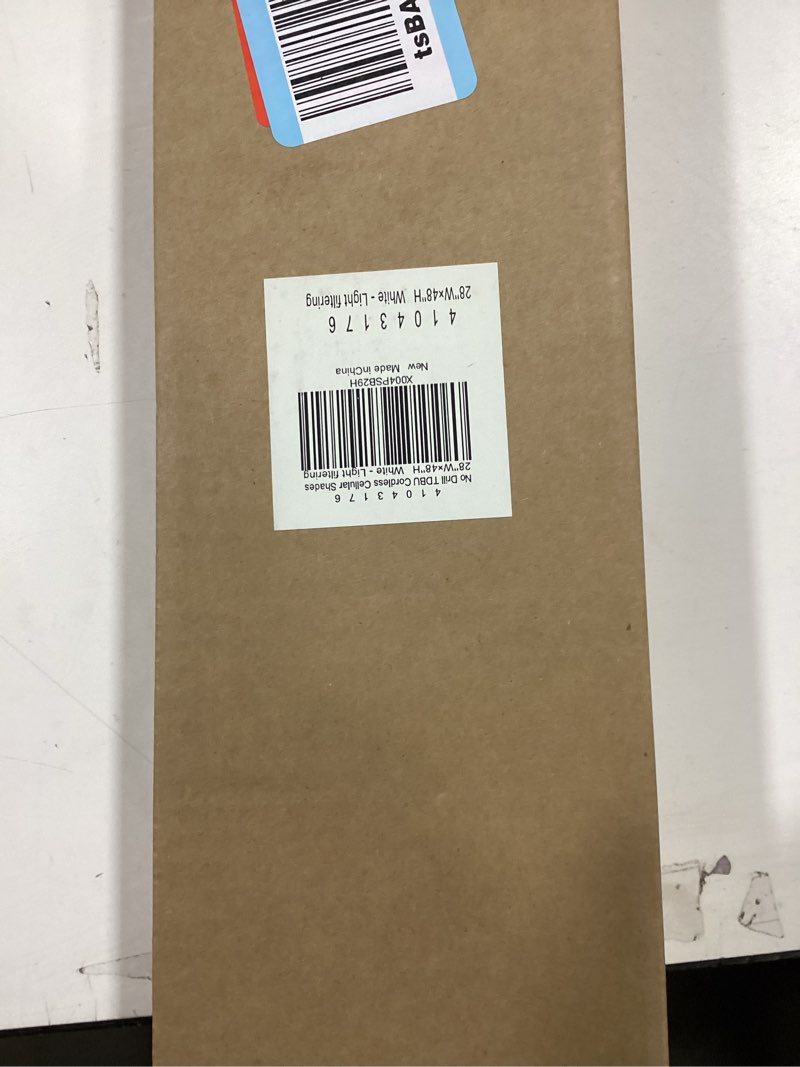 tsBA
4 1 0 4 3 1 7 6
No Drill TDBU Cordless Cellular Shades
28"W×48"H White - Light filtering
X004PSB29H
New Made inChina
4 1 0 4 3 1 7 6
28"W×48"H White - Light filtering